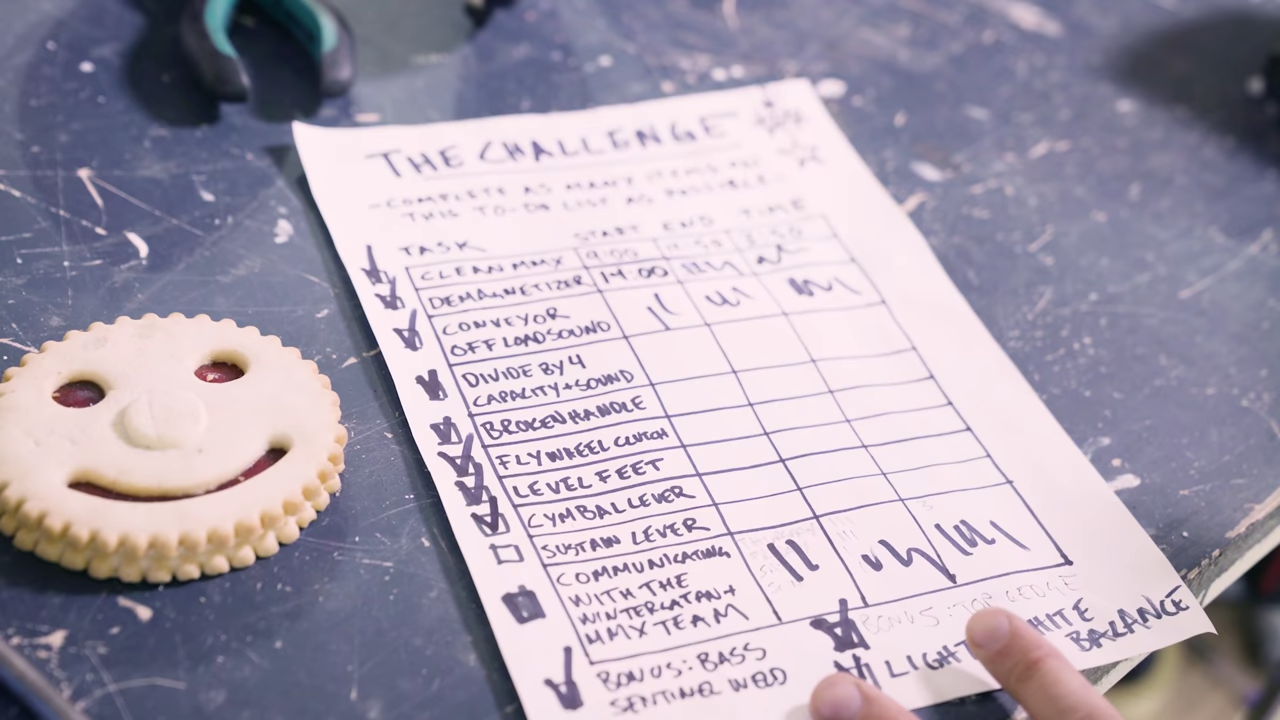 THE CHALLENGE
-COMPLETE AS MANY ITEMS ON
THIS TO-DO LIST AS POSSIBLE-
TASK START END TIME
CLEAN MMX 9:00
DEMAGNETIZER 14:00
CONVEYOR
OFFLOAD SOUND
DIVIDE BY 4
CAPACITY + SOUND
BROKEN HANDLE
FLYWHEEL CLUTCH
LEVEL FEET
CYMBAL LEVER
SUSTAIN LEVER
COMMUNICATING
WITH THE
WINTERGATAN +
MMX TEAM
BONUS: BASS
SENTINEL WELD
BONUS: TOP
LIGHT WHITE
BALANCE